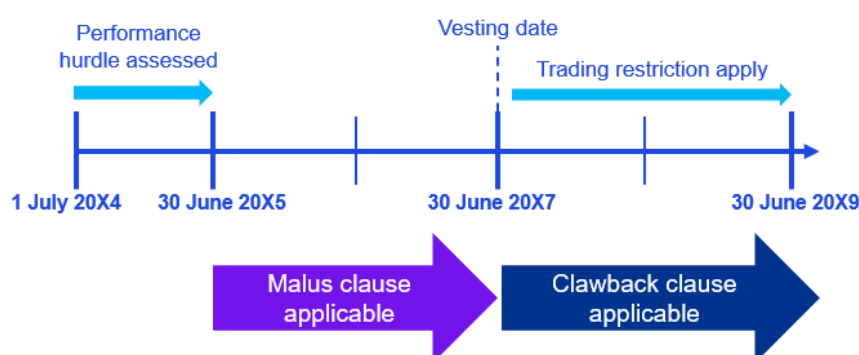 Performance
hurdle assessed
Vesting date
Trading restriction apply
1 July 20X4
30 June 20X5
30 June 20X7
30 June 20X9
Malus clause
applicable
Clawback clause
applicable